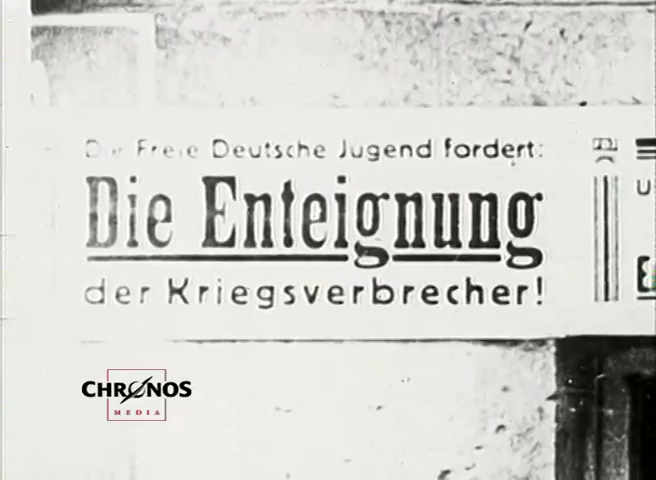 Die Freie Deutsche Jugend fordert:
Die Enteignung
der Kriegsverbrecher!
U
CHRONOS
MEDIA